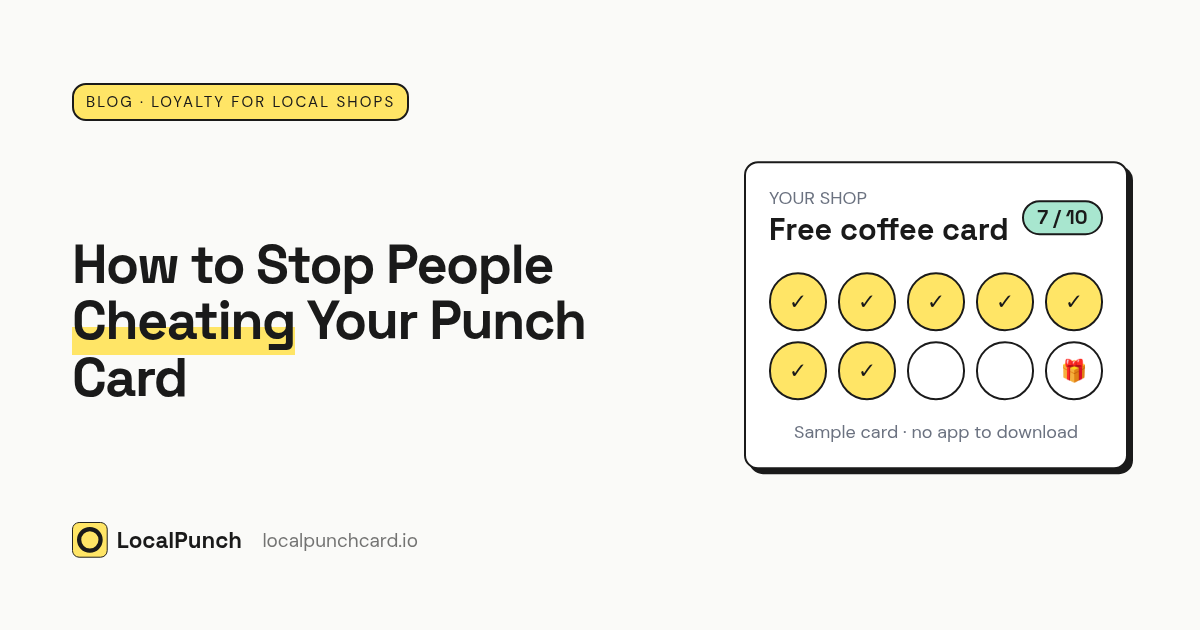 BLOG · LOYALTY FOR LOCAL SHOPS
How to Stop People
Cheating Your Punch
Card
LocalPunch localpunchcard.io
YOUR SHOP
Free coffee card
7 / 10
✓ ✓ ✓ ✓ ✓
✓ ✓
Sample card · no app to download